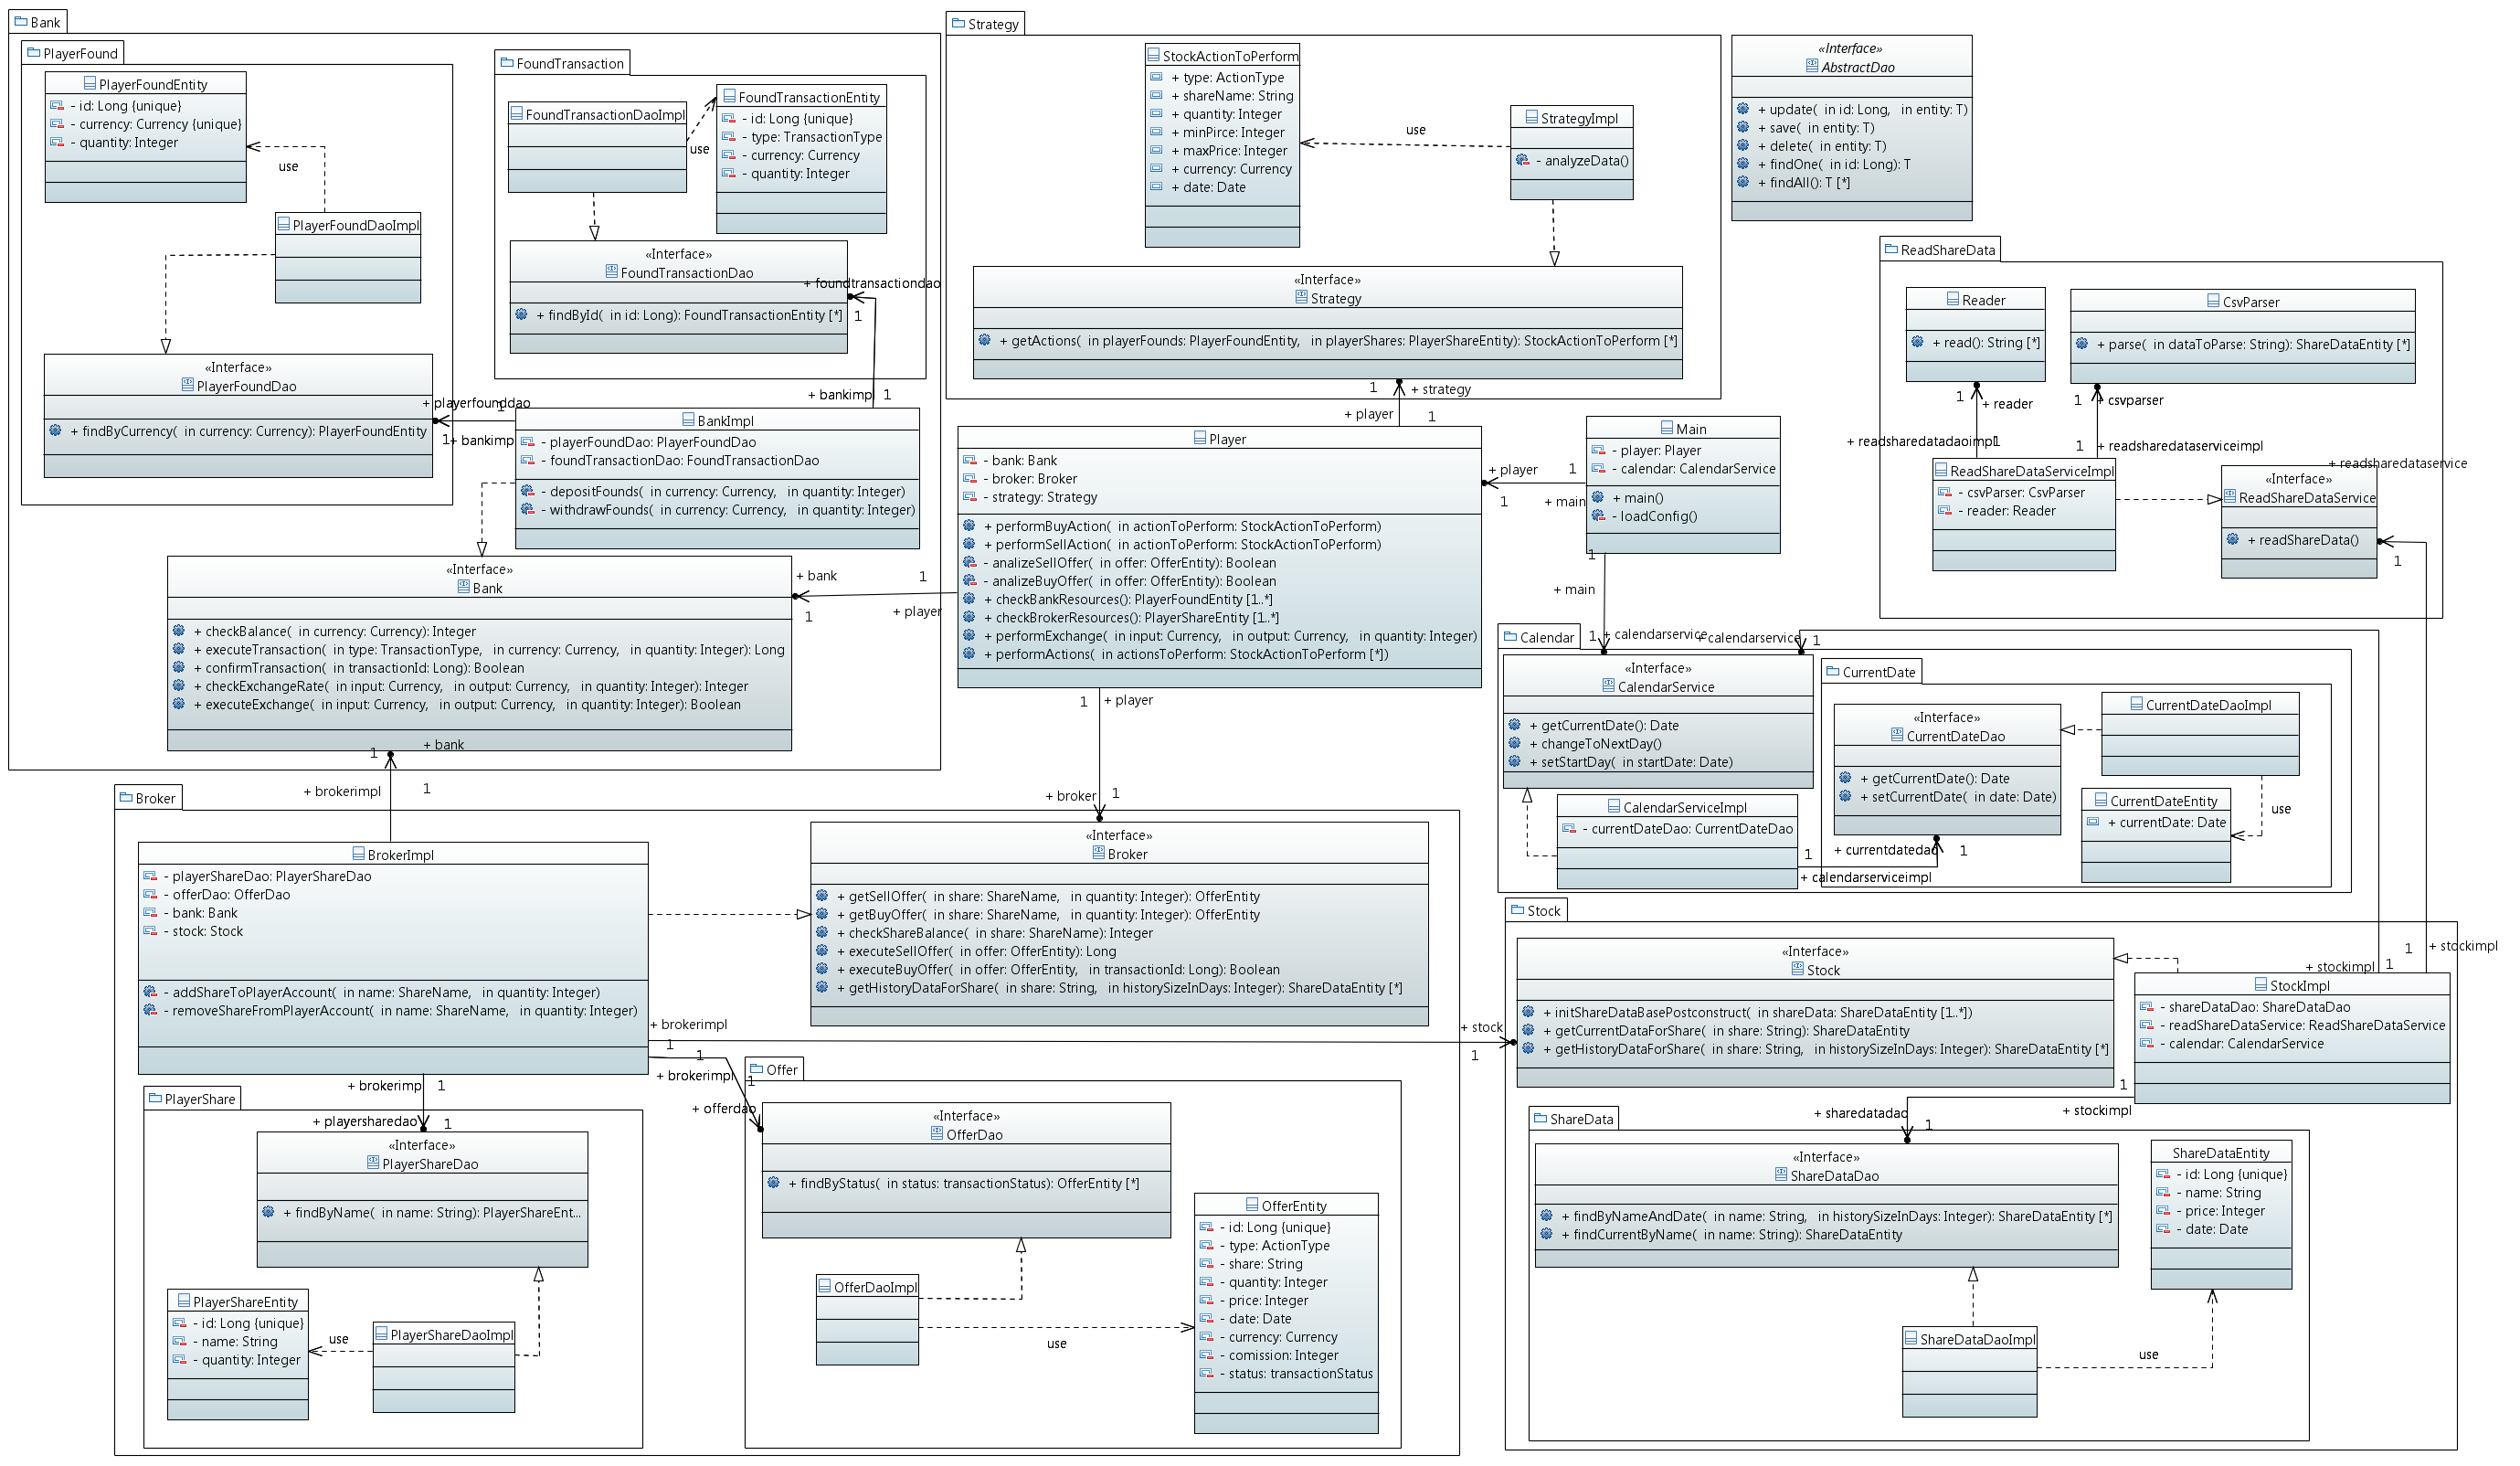 Bank
PlayerFound
PlayerFoundEntity
- id: Long {unique}
- currency: Currency {unique}
- quantity: Integer
use
PlayerFoundDaoImpl
«Interface»
PlayerFoundDao
+ findByCurrency( in currency: Currency): PlayerFoundEntity
FoundTransaction
FoundTransactionDaoImpl
use
FoundTransactionEntity
- id: Long {unique}
- type: TransactionType
- currency: Currency
- quantity: Integer
«Interface»
FoundTransactionDao
+ findById( in id: Long): FoundTransactionEntity [*]
+ foundtransactiondao
1
+ bankimpl
1
+ playerfounddao
1
1
+ bankimpl
BankImpl
- playerFoundDao: PlayerFoundDao
- foundTransactionDao: FoundTransactionDao
- depositFounds( in currency: Currency, in quantity: Integer)
- withdrawFounds( in currency: Currency, in quantity: Integer)
«Interface»
Bank
+ checkBalance( in currency: Currency): Integer
+ executeTransaction( in type: TransactionType, in currency: Currency, in quantity: Integer): Long
+ confirmTransaction( in transactionId: Long): Boolean
+ checkExchangeRate( in input: Currency, in output: Currency, in quantity: Integer): Integer
+ executeExchange( in input: Currency, in output: Currency, in quantity: Integer): Boolean
+ bank
1
1
+ player
1
+ bank
+ brokerimpl
1
Strategy
StockActionToPerform
+ type: ActionType
+ shareName: String
+ quantity: Integer
+ minPirce: Integer
+ maxPrice: Integer
+ currency: Currency
+ date: Date
use
StrategyImpl
- analyzeData()
«Interface»
Strategy
+ getActions( in playerFounds: PlayerFoundEntity, in playerShares: PlayerShareEntity): StockActionToPerform [*]
1
+ strategy
+ player
1
«Interface»
AbstractDao
+ update( in id: Long, in entity: T)
+ save( in entity: T)
+ delete( in entity: T)
+ findOne( in id: Long): T
+ findAll(): T [*]
Player
- bank: Bank
- broker: Broker
- strategy: Strategy
+ performBuyAction( in actionToPerform: StockActionToPerform)
+ performSellAction( in actionToPerform: StockActionToPerform)
- analizeSellOffer( in offer: OfferEntity): Boolean
- analizeBuyOffer( in offer: OfferEntity): Boolean
+ checkBankResources(): PlayerFoundEntity [1..*]
+ checkBrokerResources(): PlayerShareEntity [1..*]
+ performExchange( in input: Currency, in output: Currency, in quantity: Integer)
+ performActions( in actionsToPerform: StockActionToPerform [*])
+ player
1
1
+ main
Main
- player: Player
- calendar: CalendarService
+ main()
- loadConfig()
1
+ main
1
+ calendarservice
1
+ player
+ broker
1
ReadShareData
Reader
+ read(): String [*]
CsvParser
+ parse( in dataToParse: String): ShareDataEntity [*]
1
+ reader
1
+ csvparser
+ readsharedatadaoimpl
1
1
+ readsharedataserviceimpl
ReadShareDataServiceImpl
- csvParser: CsvParser
- reader: Reader
+ readsharedataservice
«Interface»
ReadShareDataService
+ readShareData()
1
Calendar
+ calendarservice
1
«Interface»
CalendarService
+ getCurrentDate(): Date
+ changeToNextDay()
+ setStartDay( in startDate: Date)
CalendarServiceImpl
- currentDateDao: CurrentDateDao
1
+ calendarserviceimpl
CurrentDate
«Interface»
CurrentDateDao
+ getCurrentDate(): Date
+ setCurrentDate( in date: Date)
+ currentdatedao
1
CurrentDateDaoImpl
CurrentDateEntity
+ currentDate: Date
use
Broker
BrokerImpl
- playerShareDao: PlayerShareDao
- offerDao: OfferDao
- bank: Bank
- stock: Stock
- addShareToPlayerAccount( in name: ShareName, in quantity: Integer)
- removeShareFromPlayerAccount( in name: ShareName, in quantity: Integer)
«Interface»
Broker
+ getSellOffer( in share: ShareName, in quantity: Integer): OfferEntity
+ getBuyOffer( in share: ShareName, in quantity: Integer): OfferEntity
+ checkShareBalance( in share: ShareName): Integer
+ executeSellOffer( in offer: OfferEntity): Long
+ executeBuyOffer( in offer: OfferEntity, in transactionId: Long): Boolean
+ getHistoryDataForShare( in share: String, in historySizeInDays: Integer): ShareDataEntity [*]
+ brokerimpl
1
+ stock
1
1
+ brokerimpl
1
+ offerdao
+ brokerimpl
1
+ playersharedao
1
PlayerShare
«Interface»
PlayerShareDao
+ findByName( in name: String): PlayerShareEnt...
PlayerShareEntity
- id: Long {unique}
- name: String
- quantity: Integer
use
PlayerShareDaoImpl
Offer
«Interface»
OfferDao
+ findByStatus( in status: transactionStatus): OfferEntity [*]
OfferDaoImpl
use
OfferEntity
- id: Long {unique}
- type: ActionType
- share: String
- quantity: Integer
- price: Integer
- date: Date
- currency: Currency
- comission: Integer
- status: transactionStatus
Stock
«Interface»
Stock
+ initShareDataBasePostconstruct( in shareData: ShareDataEntity [1..*])
+ getCurrentDataForShare( in share: String): ShareDataEntity
+ getHistoryDataForShare( in share: String, in historySizeInDays: Integer): ShareDataEntity [*]
+ stockimpl
1
1
+ stockimpl
StockImpl
- shareDataDao: ShareDataDao
- readShareDataService: ReadShareDataService
- calendar: CalendarService
1
+ stockimpl
+ sharedatadao
1
ShareData
«Interface»
ShareDataDao
+ findByNameAndDate( in name: String, in historySizeInDays: Integer): ShareDataEntity [*]
+ findCurrentByName( in name: String): ShareDataEntity
ShareDataEntity
- id: Long {unique}
- name: String
- price: Integer
- date: Date
ShareDataDaoImpl
use